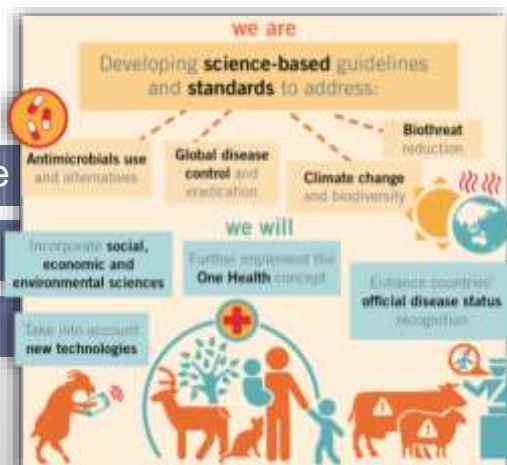 we are
Developing science-based guidelines
and standards to address:
Biothreat
reduction
Antimicrobials use
and alternatives
Global disease
control and
eradication
Climate change
and biodiversity
e
we will
Incorporate social,
economic and
environmental sciences
Further implement the
One Health concept
Enhance countries'
official disease status
recognition
Take into account
new technologies